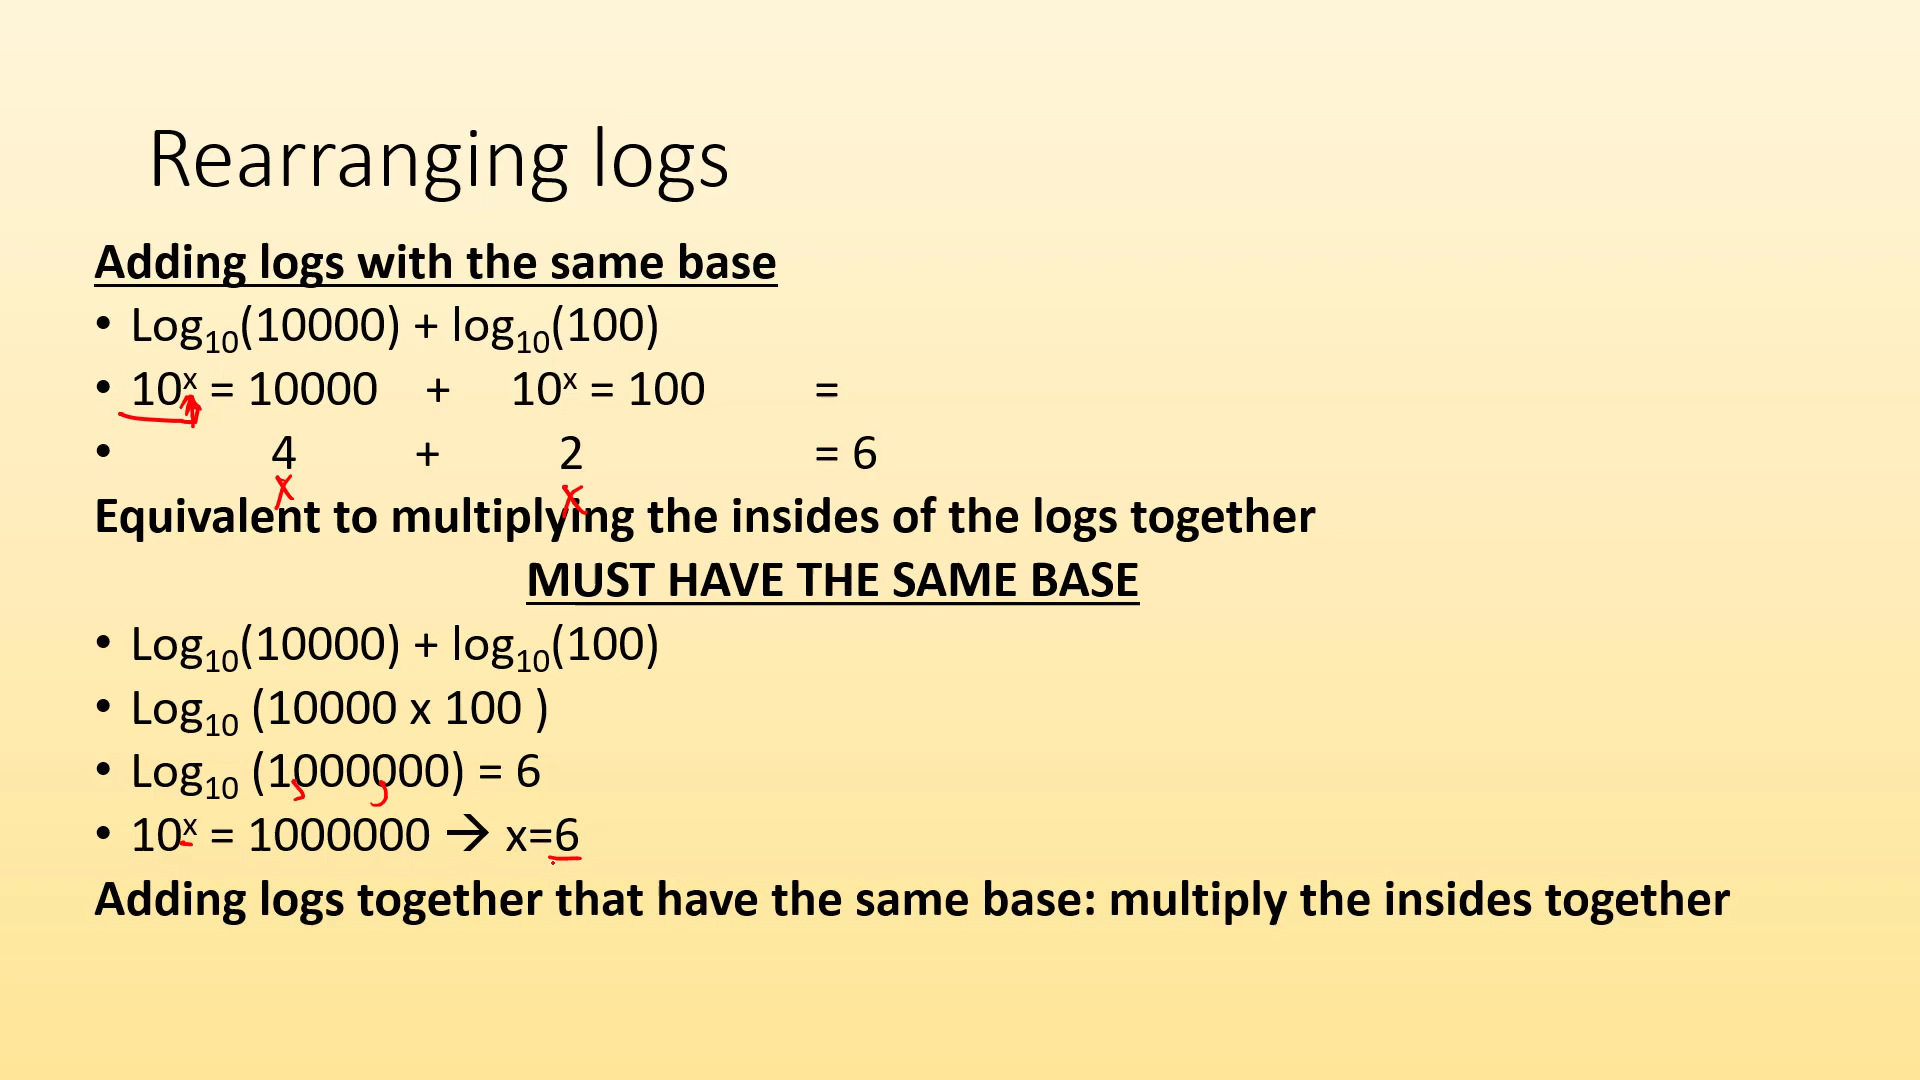 Rearranging logs
Adding logs with the same base
• Log₁₀(10000) + log₁₀(100)
• 10ˣ = 10000 + 10ˣ = 100 =
• 4 + 2 = 6
x x
Equivalent to multiplying the insides of the logs together
MUST HAVE THE SAME BASE
• Log₁₀(10000) + log₁₀(100)
• Log₁₀ (10000 x 100 )
• Log₁₀ (1000000) = 6
• 10ˣ = 1000000 → x=6
Adding logs together that have the same base: multiply the insides together